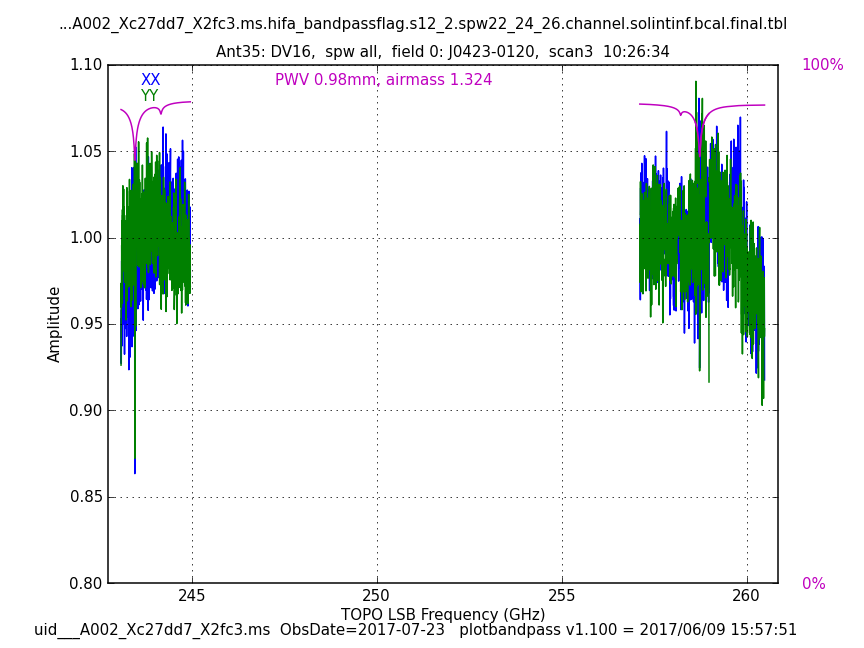 ...A002_Xc27dd7_X2fc3.ms.hifa_bandpassflag.s12_2.spw22_24_26.channel.solintinf.bcal.final.tbl
Ant35: DV16,  spw all,  field 0: J0423-0120,  scan3  10:26:34
1.10
100%
XX
PWV 0.98mm, airmass 1.324
YY
1.05
1.00
0.95
Amplitude
0.90
0.85
0.80
0%
245
250
255
260
TOPO LSB Frequency (GHz)
uid___A002_Xc27dd7_X2fc3.ms  ObsDate=2017-07-23   plotbandpass v1.100 = 2017/06/09 15:57:51